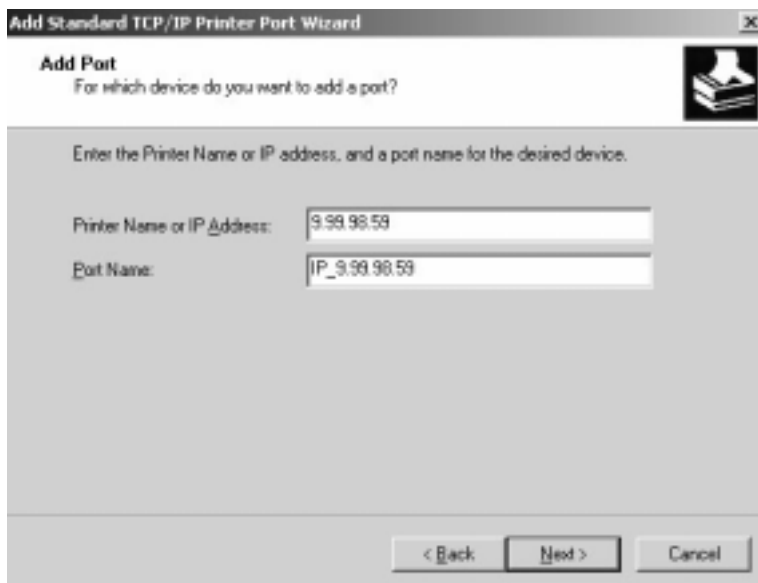 Add Standard TCP/IP Printer Port Wizard
Add Port
For which device do you want to add a port?
Enter the Printer Name or IP address, and a port name for the desired device.
Printer Name or IP Address: 9.99.98.59
Port Name: IP_9.99.98.59
< Back Next > Cancel